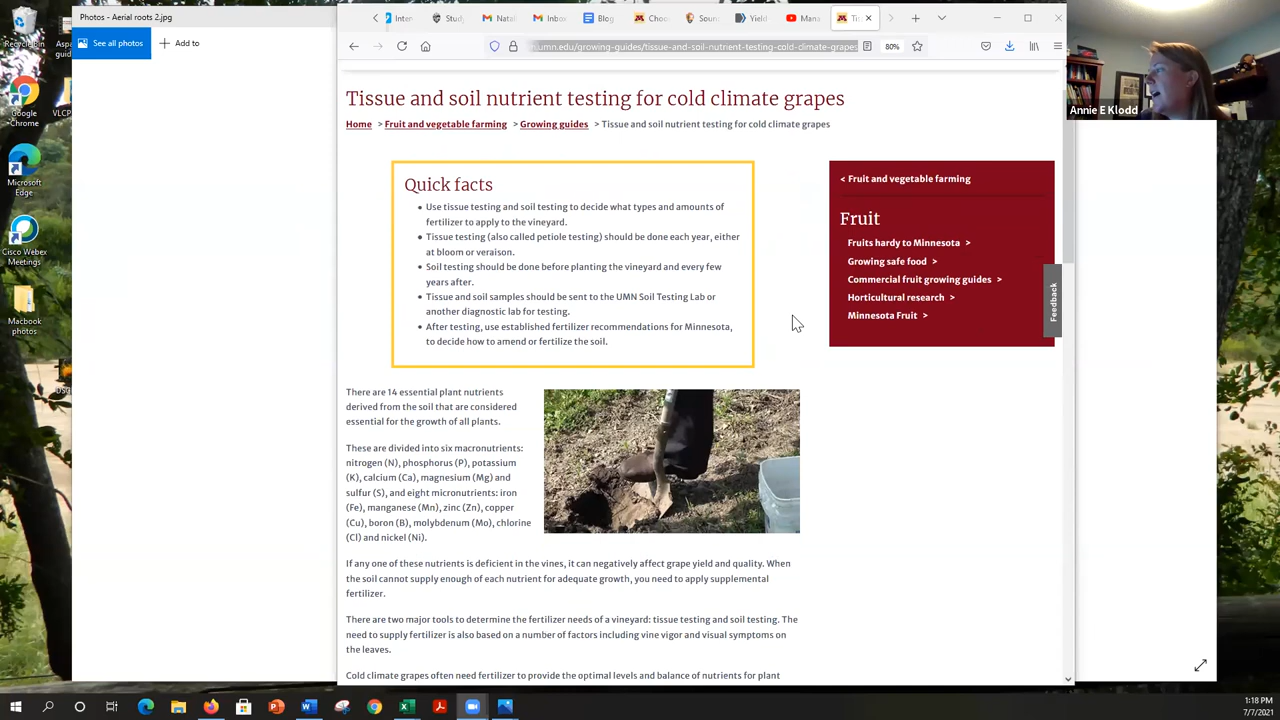 Photos - Aerial roots 2.jpg
See all photos
Add to
Recycle Bin
Google Chrome
VLCP
Microsoft Edge
Cisco Webex Meetings
Macbook photos
Inter
Stud
Natali
Inbox
Blog
Choo
Soun
Yield
Mana
umn.edu/growing-guides/tissue-and-soil-nutrient-testing-cold-climate-grapes
80%
Annie E Klodd
Tissue and soil nutrient testing for cold climate grapes
Home > Fruit and vegetable farming > Growing guides > Tissue and soil nutrient testing for cold climate grapes
Quick facts
• Use tissue testing and soil testing to decide what types and amounts of
fertilizer to apply to the vineyard.
• Tissue testing (also called petiole testing) should be done each year, either
at bloom or veraison.
• Soil testing should be done before planting the vineyard and every few
years after.
• Tissue and soil samples should be sent to the UMN Soil Testing Lab or
another diagnostic lab for testing.
• After testing, use established fertilizer recommendations for Minnesota,
to decide how to amend or fertilize the soil.
< Fruit and vegetable farming
Fruit
Fruits hardy to Minnesota >
Growing safe food >
Commercial fruit growing guides >
Horticultural research >
Minnesota Fruit >
Feedback
There are 14 essential plant nutrients
derived from the soil that are considered
essential for the growth of all plants.
These are divided into six macronutrients:
nitrogen (N), phosphorus (P), potassium
(K), calcium (Ca), magnesium (Mg) and
sulfur (S), and eight micronutrients: iron
(Fe), manganese (Mn), zinc (Zn), copper
(Cu), boron (B), molybdenum (Mo), chlorine
(Cl) and nickel (Ni).
If any one of these nutrients is deficient in the vines, it can negatively affect grape yield and quality. When
the soil cannot supply enough of each nutrient for adequate growth, you need to apply supplemental
fertilizer.
There are two major tools to determine the fertilizer needs of a vineyard: tissue testing and soil testing. The
need to supply fertilizer is also based on a number of factors including vine vigor and visual symptoms on
the leaves.
Cold climate grapes often need fertilizer to provide the optimal levels and balance of nutrients for plant
1:18 PM
7/7/2021